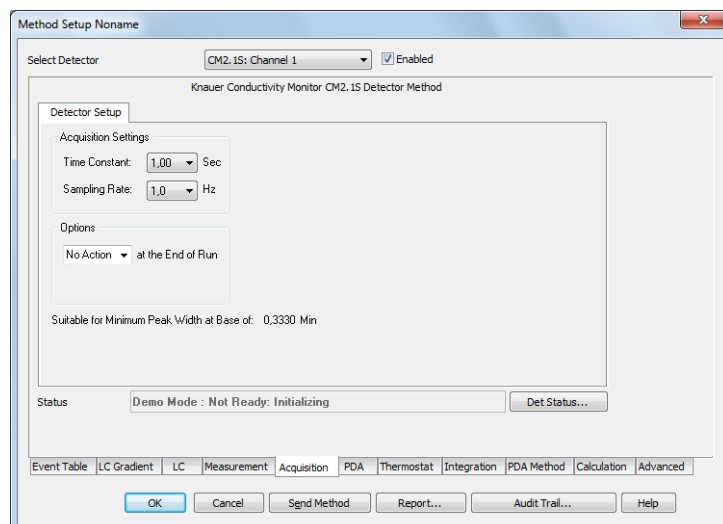 Method Setup Noname
Select Detector CM2.1S: Channel 1 Enabled
Knauer Conductivity Monitor CM2.1S Detector Method
Detector Setup
Acquisition Settings
Time Constant: 1,00 Sec
Sampling Rate: 1,0 Hz
Options
No Action at the End of Run
Suitable for Minimum Peak Width at Base of: 0,3330 Min
Status Demo Mode : Not Ready: Initializing Det Status...
Event Table LC Gradient LC Measurement Acquisition PDA Thermostat Integration PDA Method Calculation Advanced
OK Cancel Send Method Report... Audit Trail... Help